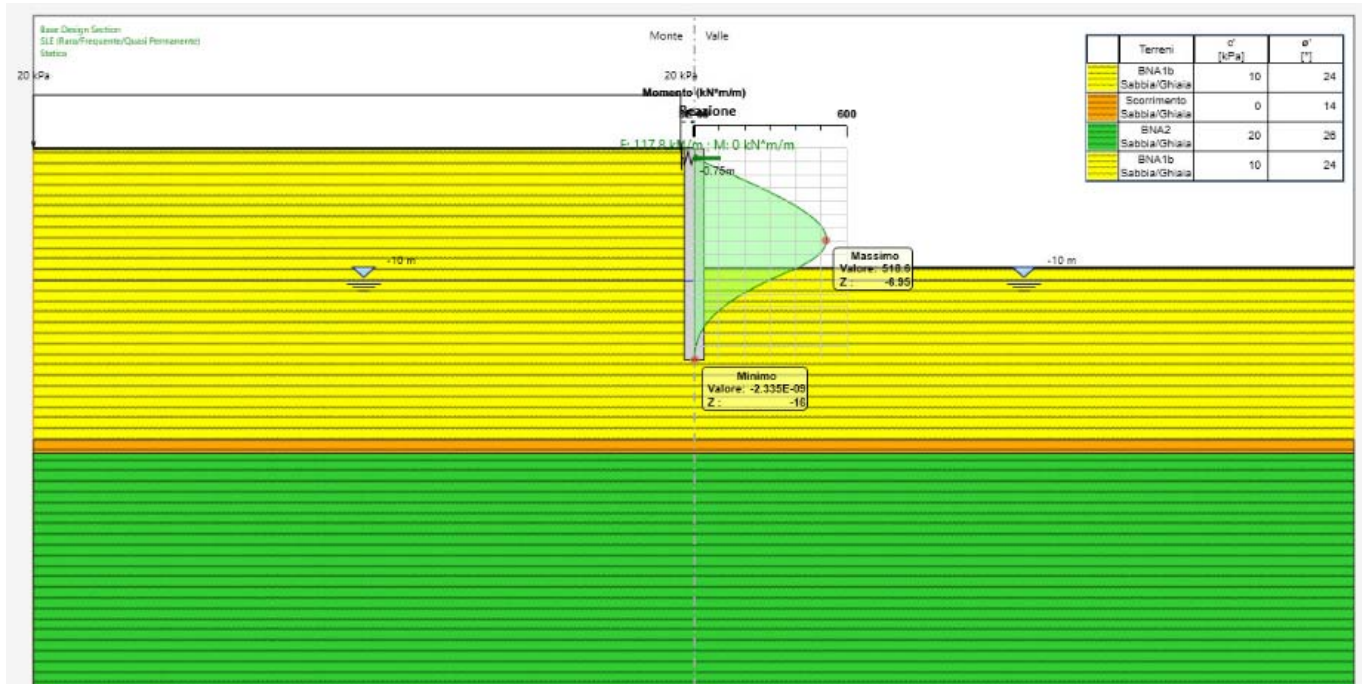 Base Design Section
SLE (Rara/Frequente/Quasi Permanente)
Statica
Monte
Valle
20 kPa
20 kPa
Momento (kN*m/m)
Reazione
600
F: 117.8 kN/m ; M: 0 kN*m/m
-0.75m
Massimo
Valore: 518.6
Z : -6.95
-10 m
-10 m
Minimo
Valore: -2.335E-09
Z : -16
Terreni c' [kPa] ø' [°]
BNA1b
Sabbia/Ghiaia 10 24
Scorrimento
Sabbia/Ghiaia 0 14
BNA2
Sabbia/Ghiaia 20 26
BNA1b
Sabbia/Ghiaia 10 24